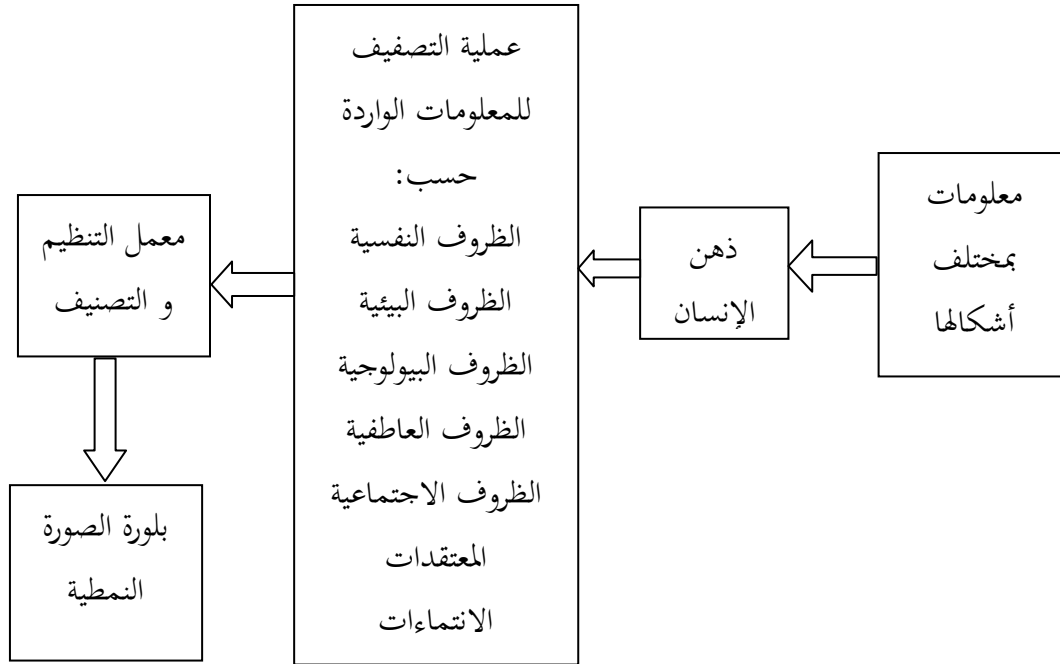 معلومات
بمختلف
أشكالها
ذهن
الإنسان
عملية التصفيف
للمعلومات الواردة
حسب:
الظروف النفسية
الظروف البيئية
الظروف البيولوجية
الظروف العاطفية
الظروف الاجتماعية
المعتقدات
الانتماءات
معمل التنظيم
و التصنيف
بلورة الصورة
النمطية